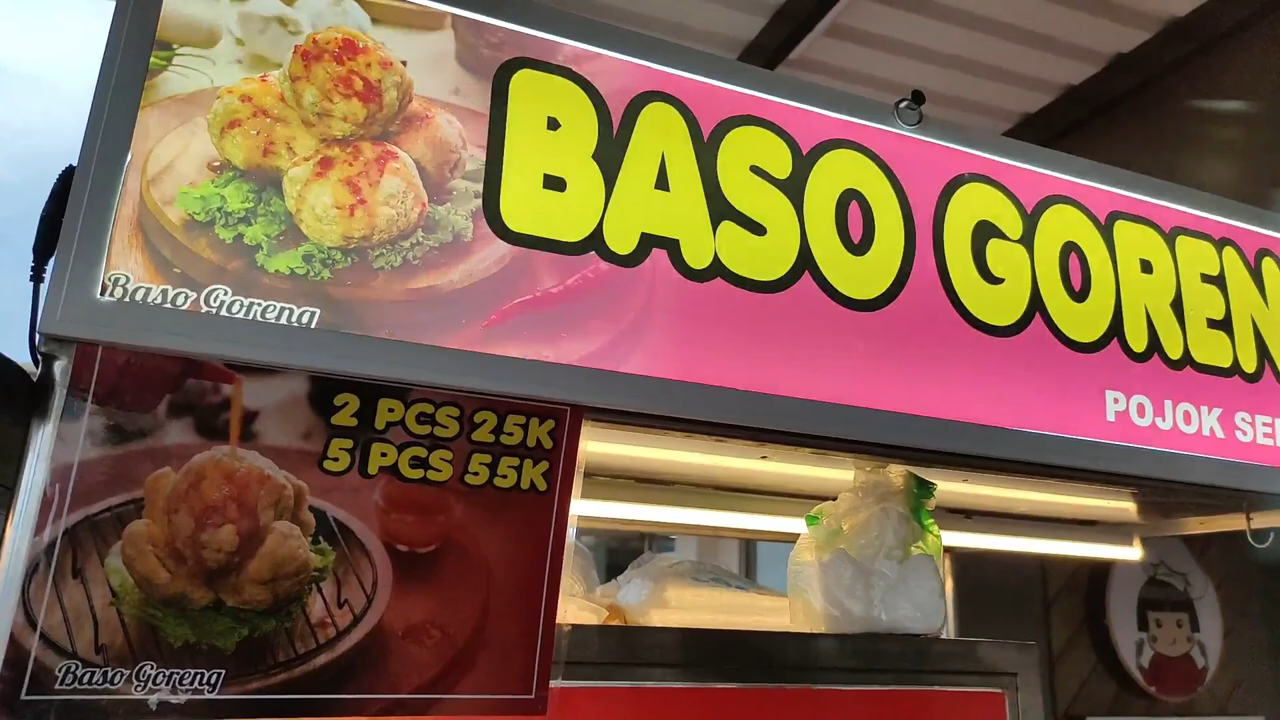 BASO GOREN
POJOK SE
Baso Goreng
2 PCS 25K
5 PCS 55K
Baso Goreng